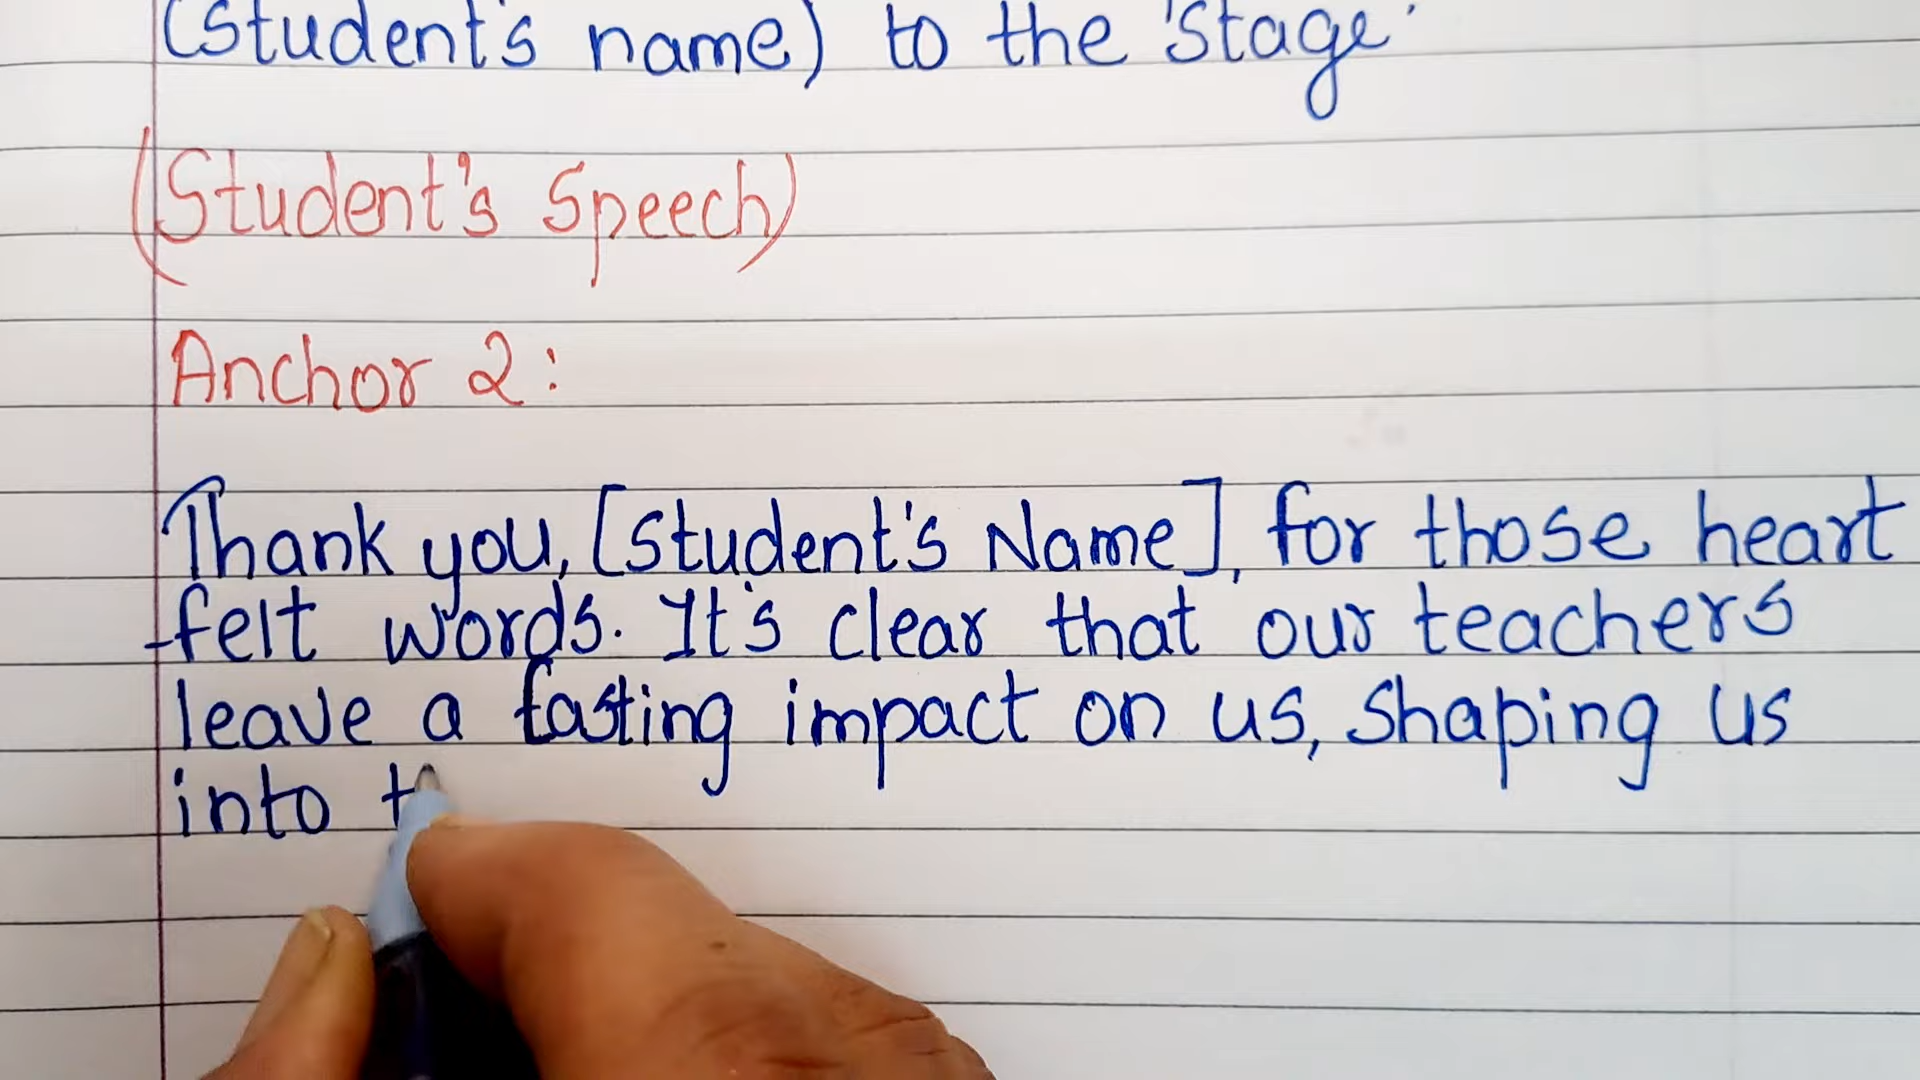 (Student's name) to the stage.
(Student's Speech)
Anchor 2:
Thank you, [Student's Name], for those heart
-felt words. It's clear that our teachers
leave a lasting impact on us, shaping us
into t